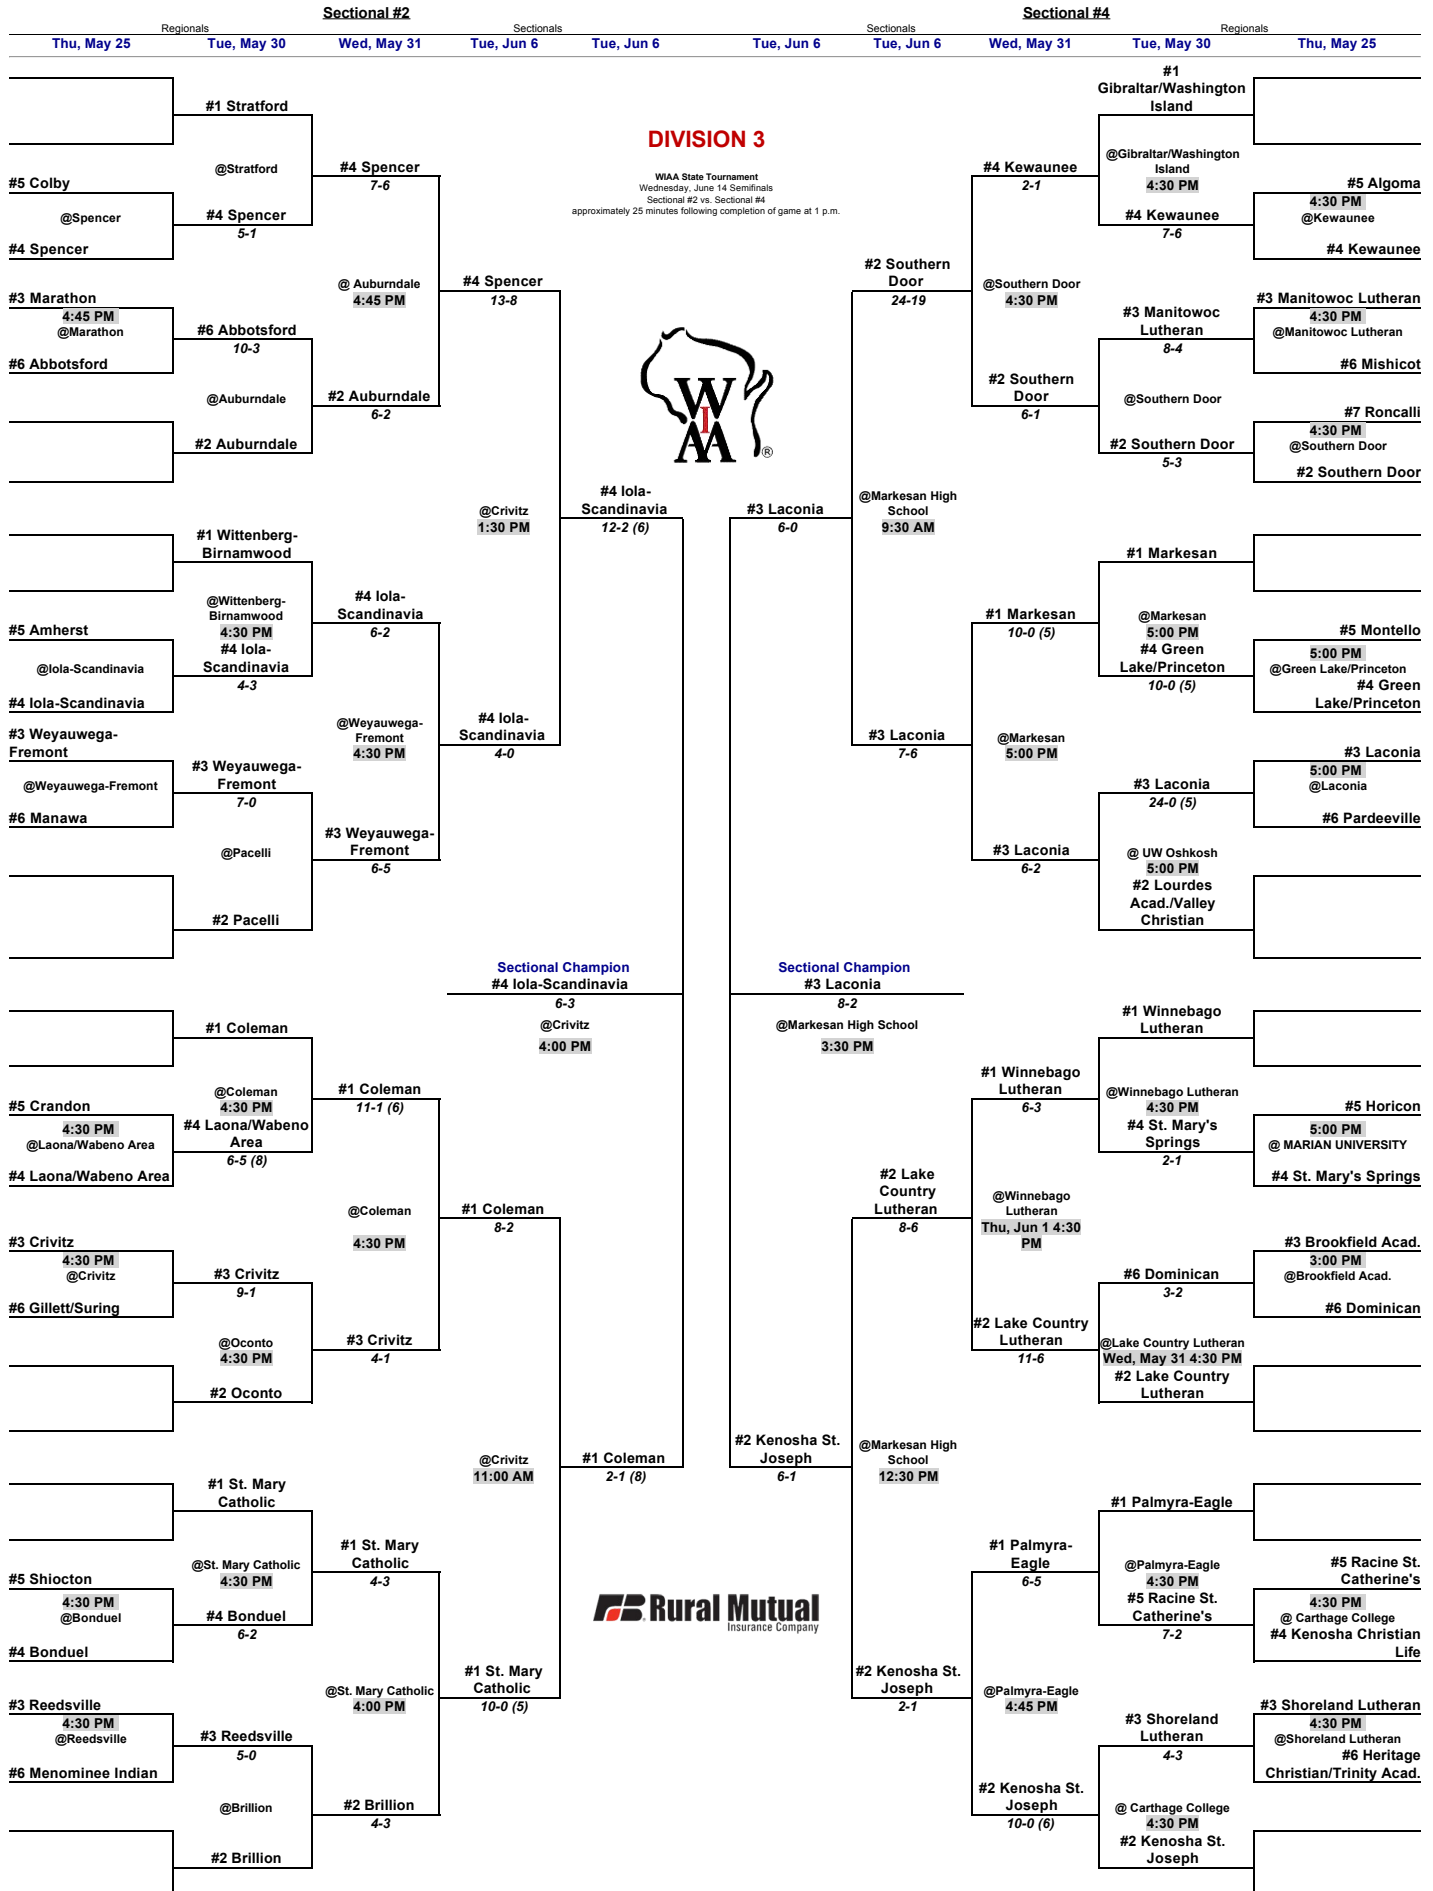 Sectional #2
Sectional #4
Regionals
Sectionals
Sectionals
Regionals
Thu, May 25
Tue, May 30
Wed, May 31
Tue, Jun 6
Tue, Jun 6
Tue, Jun 6
Tue, Jun 6
Wed, May 31
Tue, May 30
Thu, May 25
DIVISION 3
WIAA State Tournament
Wednesday, June 14 Semifinals
Sectional #2 vs. Sectional #4
approximately 25 minutes following completion of game at 1 p.m.
#5 Colby
@Spencer
#4 Spencer
#3 Marathon
4:45 PM
@Marathon
#6 Abbotsford
#5 Amherst
@Iola-Scandinavia
#4 Iola-Scandinavia
#3 Weyauwega-
Fremont
@Weyauwega-Fremont
#6 Manawa
#5 Crandon
4:30 PM
@Laona/Wabeno Area
#4 Laona/Wabeno Area
#3 Crivitz
4:30 PM
@Crivitz
#6 Gillett/Suring
#5 Shiocton
4:30 PM
@Bonduel
#4 Bonduel
#3 Reedsville
4:30 PM
@Reedsville
#6 Menominee Indian
#1 Stratford
@Stratford
#4 Spencer
5-1
#6 Abbotsford
10-3
@Auburndale
#2 Auburndale
#1 Wittenberg-
Birnamwood
@Wittenberg-
Birnamwood
4:30 PM
#4 Iola-
Scandinavia
4-3
#3 Weyauwega-
Fremont
7-0
@Pacelli
#2 Pacelli
#1 Coleman
@Coleman
4:30 PM
#4 Laona/Wabeno
Area
6-5 (8)
#3 Crivitz
9-1
@Oconto
4:30 PM
#2 Oconto
#1 St. Mary
Catholic
@St. Mary Catholic
4:30 PM
#4 Bonduel
6-2
#3 Reedsville
5-0
@Brillion
#2 Brillion
#4 Spencer
7-6
@ Auburndale
4:45 PM
#2 Auburndale
6-2
#4 Iola-
Scandinavia
6-2
@Weyauwega-
Fremont
4:30 PM
#3 Weyauwega-
Fremont
6-5
#1 Coleman
11-1 (6)
@Coleman
4:30 PM
#3 Crivitz
4-1
#1 St. Mary
Catholic
4-3
@St. Mary Catholic
4:00 PM
#2 Brillion
4-3
#4 Spencer
13-8
@Crivitz
1:30 PM
#4 Iola-
Scandinavia
4-0
#1 Coleman
8-2
@Crivitz
11:00 AM
#1 St. Mary
Catholic
10-0 (5)
#4 Iola-
Scandinavia
12-2 (6)
Sectional Champion
#4 Iola-Scandinavia
6-3
@Crivitz
4:00 PM
#1 Coleman
2-1 (8)
W
I
AA
®
Rural Mutual
Insurance Company
#3 Laconia
6-0
Sectional Champion
#3 Laconia
8-2
@Markesan High School
3:30 PM
#2 Kenosha St.
Joseph
6-1
#2 Southern
Door
24-19
@Markesan High
School
9:30 AM
#3 Laconia
7-6
#2 Lake
Country
Lutheran
8-6
@Markesan High
School
12:30 PM
#2 Kenosha St.
Joseph
2-1
#4 Kewaunee
2-1
@Southern Door
4:30 PM
#2 Southern
Door
6-1
#1 Markesan
10-0 (5)
@Markesan
5:00 PM
#3 Laconia
6-2
#1 Winnebago
Lutheran
6-3
@Winnebago
Lutheran
Thu, Jun 1 4:30
PM
#2 Lake Country
Lutheran
11-6
#1 Palmyra-
Eagle
6-5
@Palmyra-Eagle
4:45 PM
#2 Kenosha St.
Joseph
10-0 (6)
#1
Gibraltar/Washington
Island
@Gibraltar/Washington
Island
4:30 PM
#4 Kewaunee
7-6
#3 Manitowoc
Lutheran
8-4
@Southern Door
#2 Southern Door
5-3
#1 Markesan
@Markesan
5:00 PM
#4 Green
Lake/Princeton
10-0 (5)
#3 Laconia
24-0 (5)
@ UW Oshkosh
5:00 PM
#2 Lourdes
Acad./Valley
Christian
#1 Winnebago
Lutheran
@Winnebago Lutheran
4:30 PM
#4 St. Mary's
Springs
2-1
#6 Dominican
3-2
@Lake Country Lutheran
Wed, May 31 4:30 PM
#2 Lake Country
Lutheran
#1 Palmyra-Eagle
@Palmyra-Eagle
4:30 PM
#5 Racine St.
Catherine's
7-2
#3 Shoreland
Lutheran
4-3
@ Carthage College
4:30 PM
#2 Kenosha St.
Joseph
#5 Algoma
4:30 PM
@Kewaunee
#4 Kewaunee
#3 Manitowoc Lutheran
4:30 PM
@Manitowoc Lutheran
#6 Mishicot
#7 Roncalli
4:30 PM
@Southern Door
#2 Southern Door
#5 Montello
5:00 PM
@Green Lake/Princeton
#4 Green
Lake/Princeton
#3 Laconia
5:00 PM
@Laconia
#6 Pardeeville
#5 Horicon
5:00 PM
@ MARIAN UNIVERSITY
#4 St. Mary's Springs
#3 Brookfield Acad.
3:00 PM
@Brookfield Acad.
#6 Dominican
#5 Racine St.
Catherine's
4:30 PM
@ Carthage College
#4 Kenosha Christian
Life
#3 Shoreland Lutheran
4:30 PM
@Shoreland Lutheran
#6 Heritage
Christian/Trinity Acad.